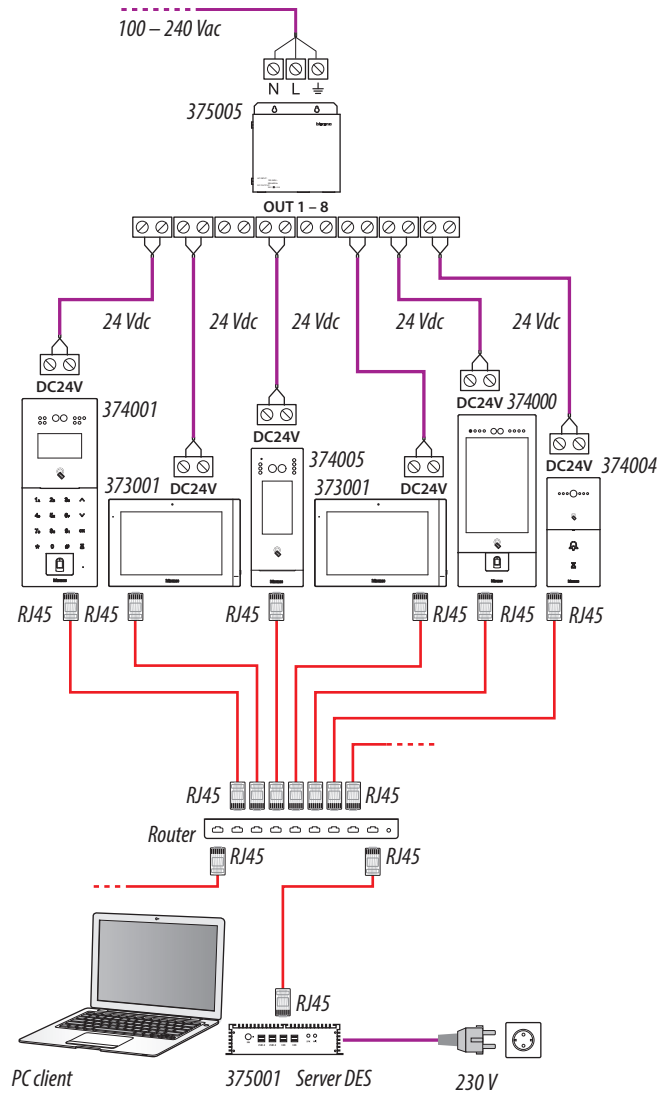 100 – 240 Vac
N L
375005
OUT 1 – 8
24 Vdc 24 Vdc 24 Vdc 24 Vdc 24 Vdc
DC24V
374001
DC24V 374000
DC24V
374005
DC24V
374004
373001
DC24V
373001
DC24V
RJ45 RJ45 RJ45 RJ45 RJ45 RJ45
RJ45 RJ45
Router
RJ45 RJ45
RJ45
PC client
375001 Server DES
230 V